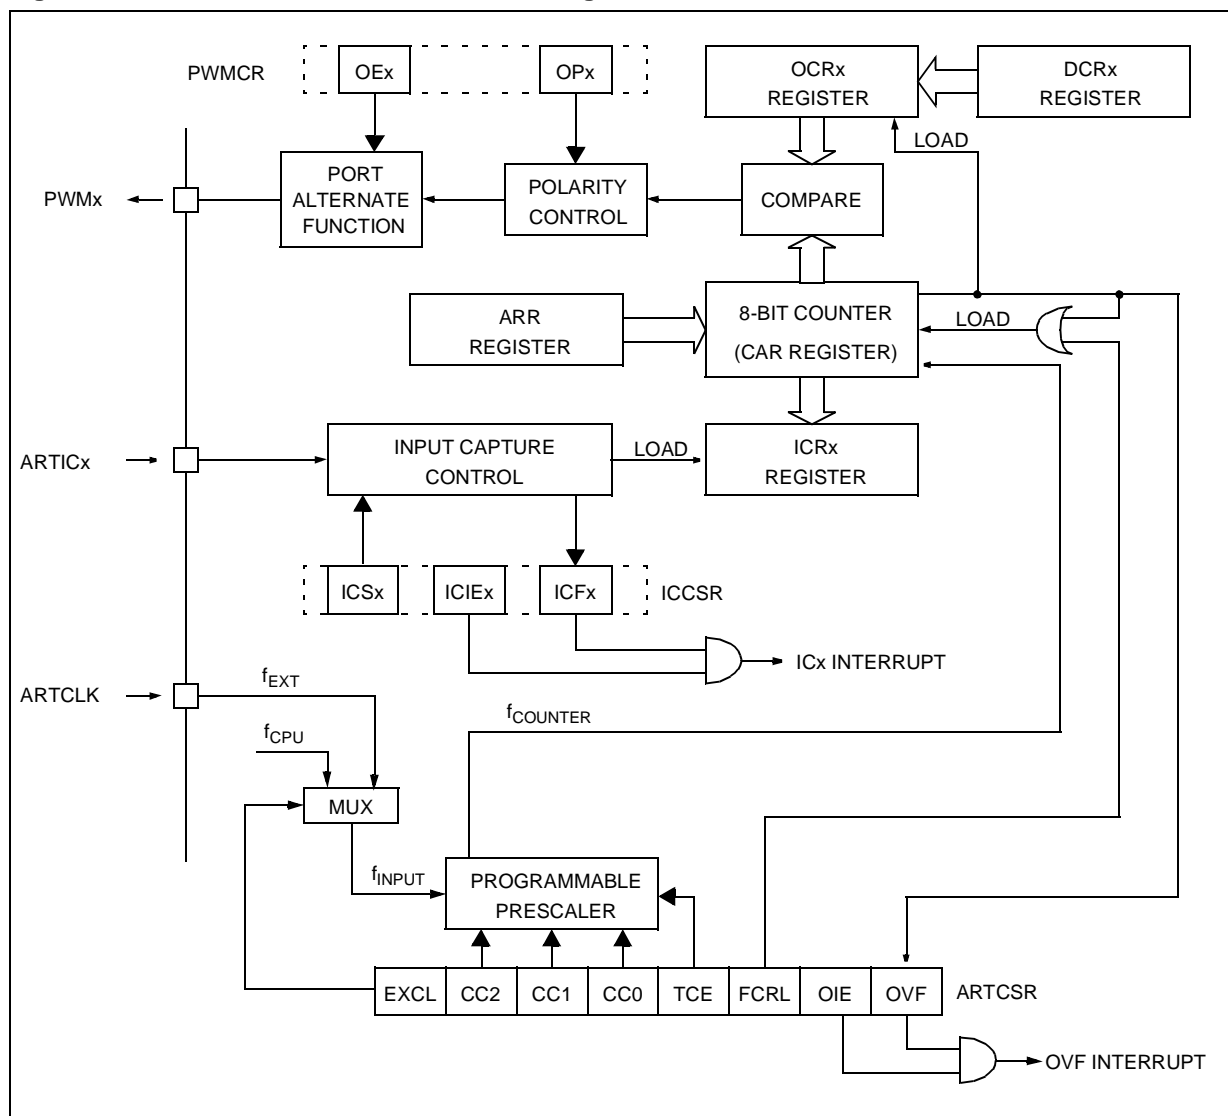 PWMCR
OEx
OPx
OCRx
REGISTER
DCRx
REGISTER
LOAD
PWMx
PORT
ALTERNATE
FUNCTION
POLARITY
CONTROL
COMPARE
ARR
REGISTER
8-BIT COUNTER
(CAR REGISTER)
LOAD
ARTICx
INPUT CAPTURE
CONTROL
LOAD
ICRx
REGISTER
ICSx
ICIEx
ICFx
ICCSR
ICx INTERRUPT
ARTCLK
fEXT
fCPU
fCOUNTER
MUX
fINPUT
PROGRAMMABLE
PRESCALER
EXCL
CC2
CC1
CC0
TCE
FCRL
OIE
OVF
ARTCSR
OVF INTERRUPT